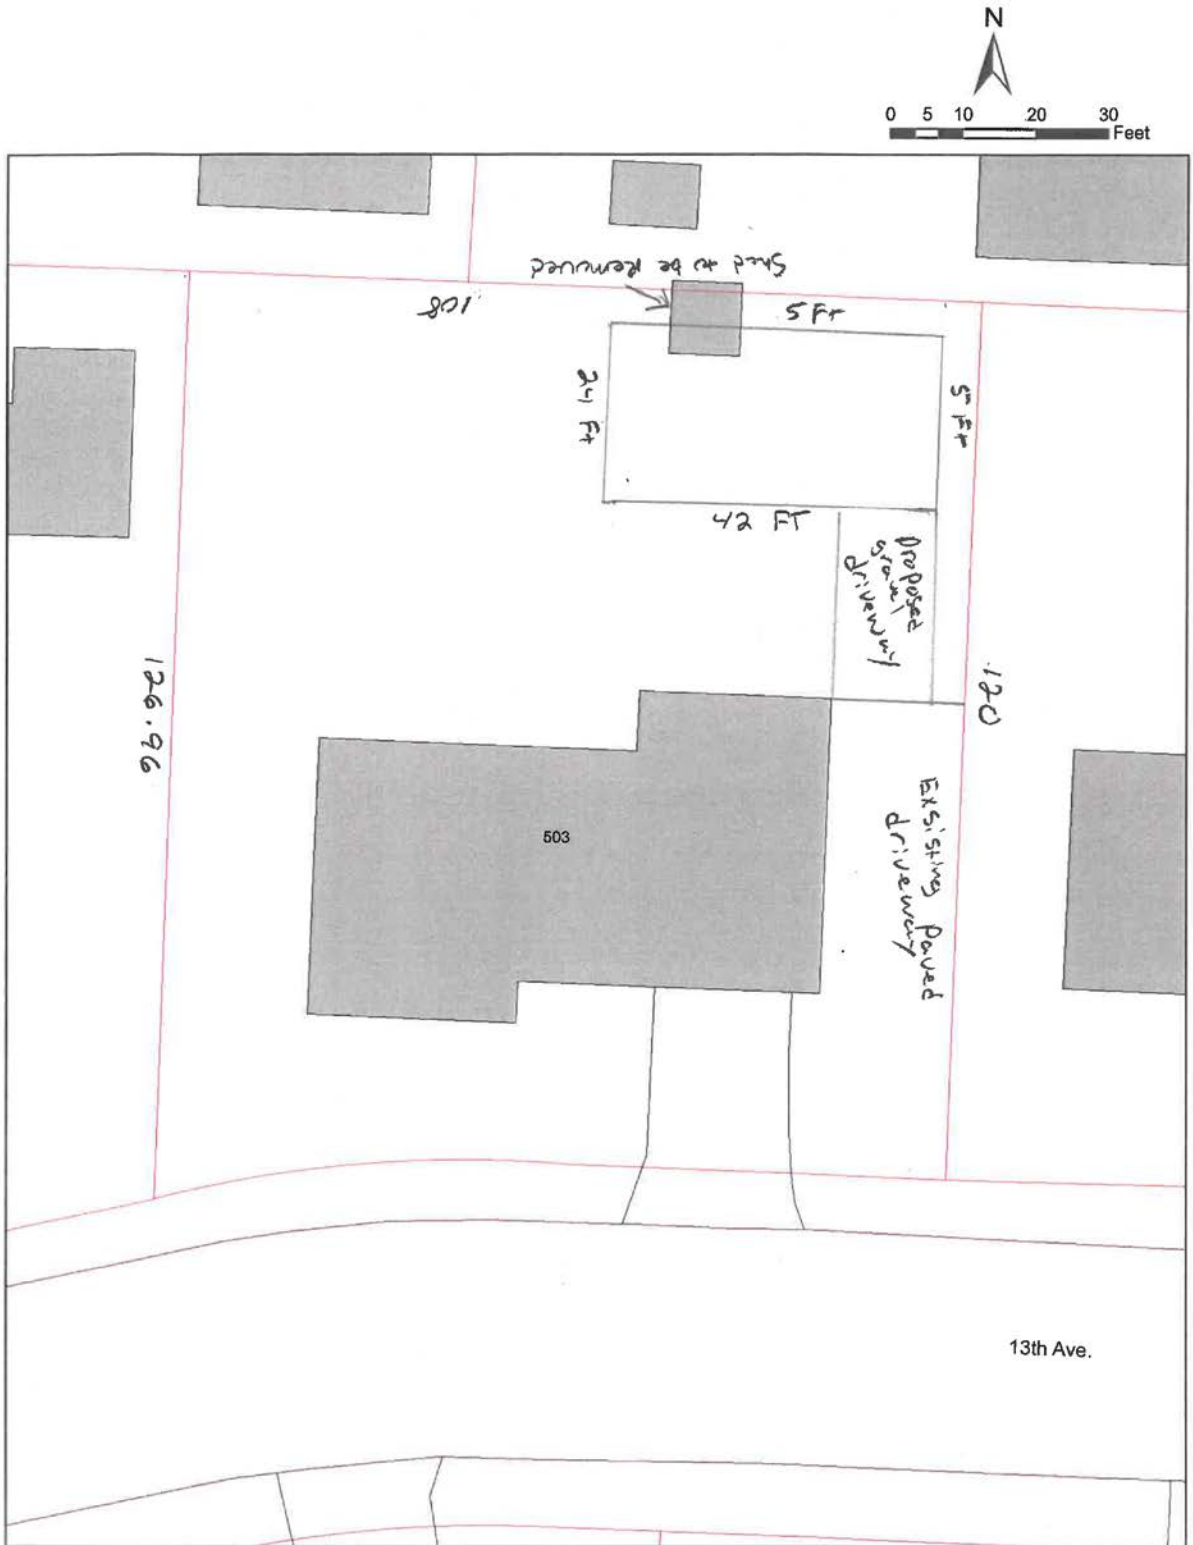 N
0 5 10 20 30
Feet
Shed to be Removed
108
5 Ft
24 Ft
5 Ft
42 FT
Proposed
gravel
driveway
126.96
120
503
Exsisting Paved
driveway
13th Ave.